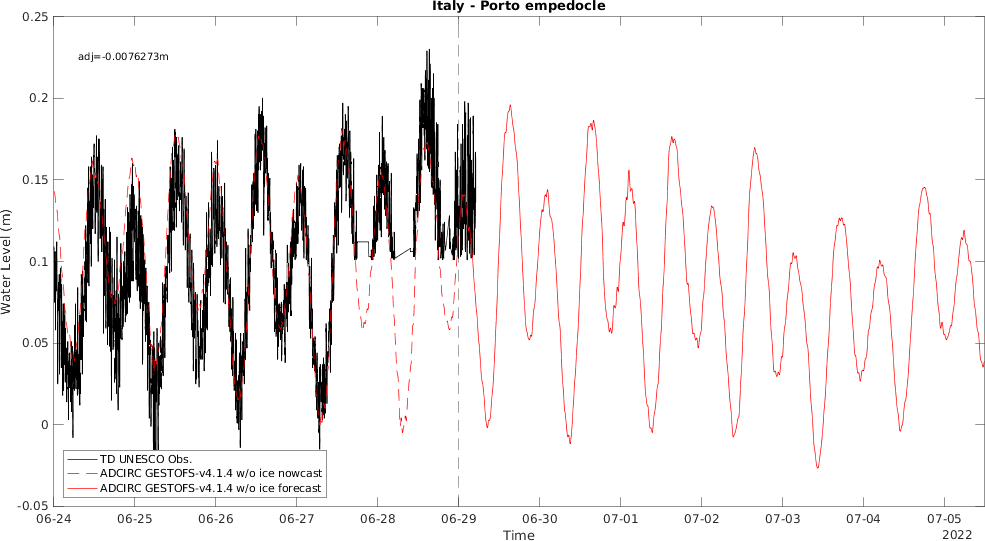 Italy - Porto empedocle
adj=-0.0076273m
Water Level (m)
0.25
0.2
0.15
0.1
0.05
0
-0.05
TD UNESCO Obs.
ADCIRC GESTOFS-v4.1.4 w/o ice nowcast
ADCIRC GESTOFS-v4.1.4 w/o ice forecast
06-24 06-25 06-26 06-27 06-28 06-29 06-30 07-01 07-02 07-03 07-04 07-05
Time
2022